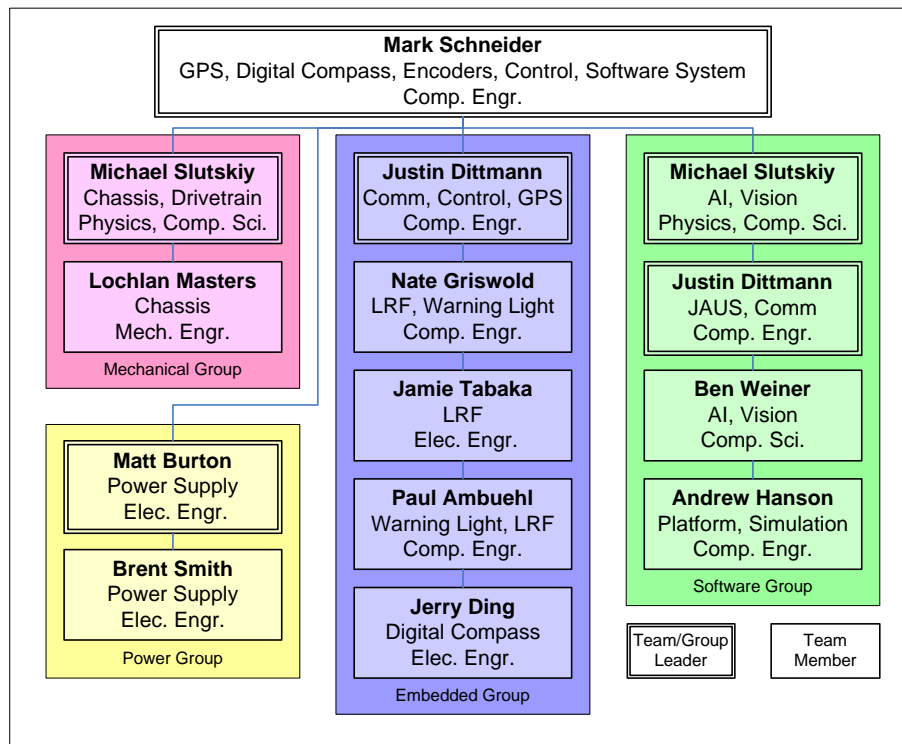 Mark Schneider
GPS, Digital Compass, Encoders, Control, Software System
Comp. Engr.
Michael Slutskiy
Chassis, Drivetrain
Physics, Comp. Sci.
Lochlan Masters
Chassis
Mech. Engr.
Mechanical Group
Matt Burton
Power Supply
Elec. Engr.
Brent Smith
Power Supply
Elec. Engr.
Power Group
Justin Dittmann
Comm, Control, GPS
Comp. Engr.
Nate Griswold
LRF, Warning Light
Comp. Engr.
Jamie Tabaka
LRF
Elec. Engr.
Paul Ambuehl
Warning Light, LRF
Comp. Engr.
Jerry Ding
Digital Compass
Elec. Engr.
Embedded Group
Michael Slutskiy
AI, Vision
Physics, Comp. Sci.
Justin Dittmann
JAUS, Comm
Comp. Engr.
Ben Weiner
AI, Vision
Comp. Sci.
Andrew Hanson
Platform, Simulation
Comp. Engr.
Software Group
Team/Group
Leader
Team
Member